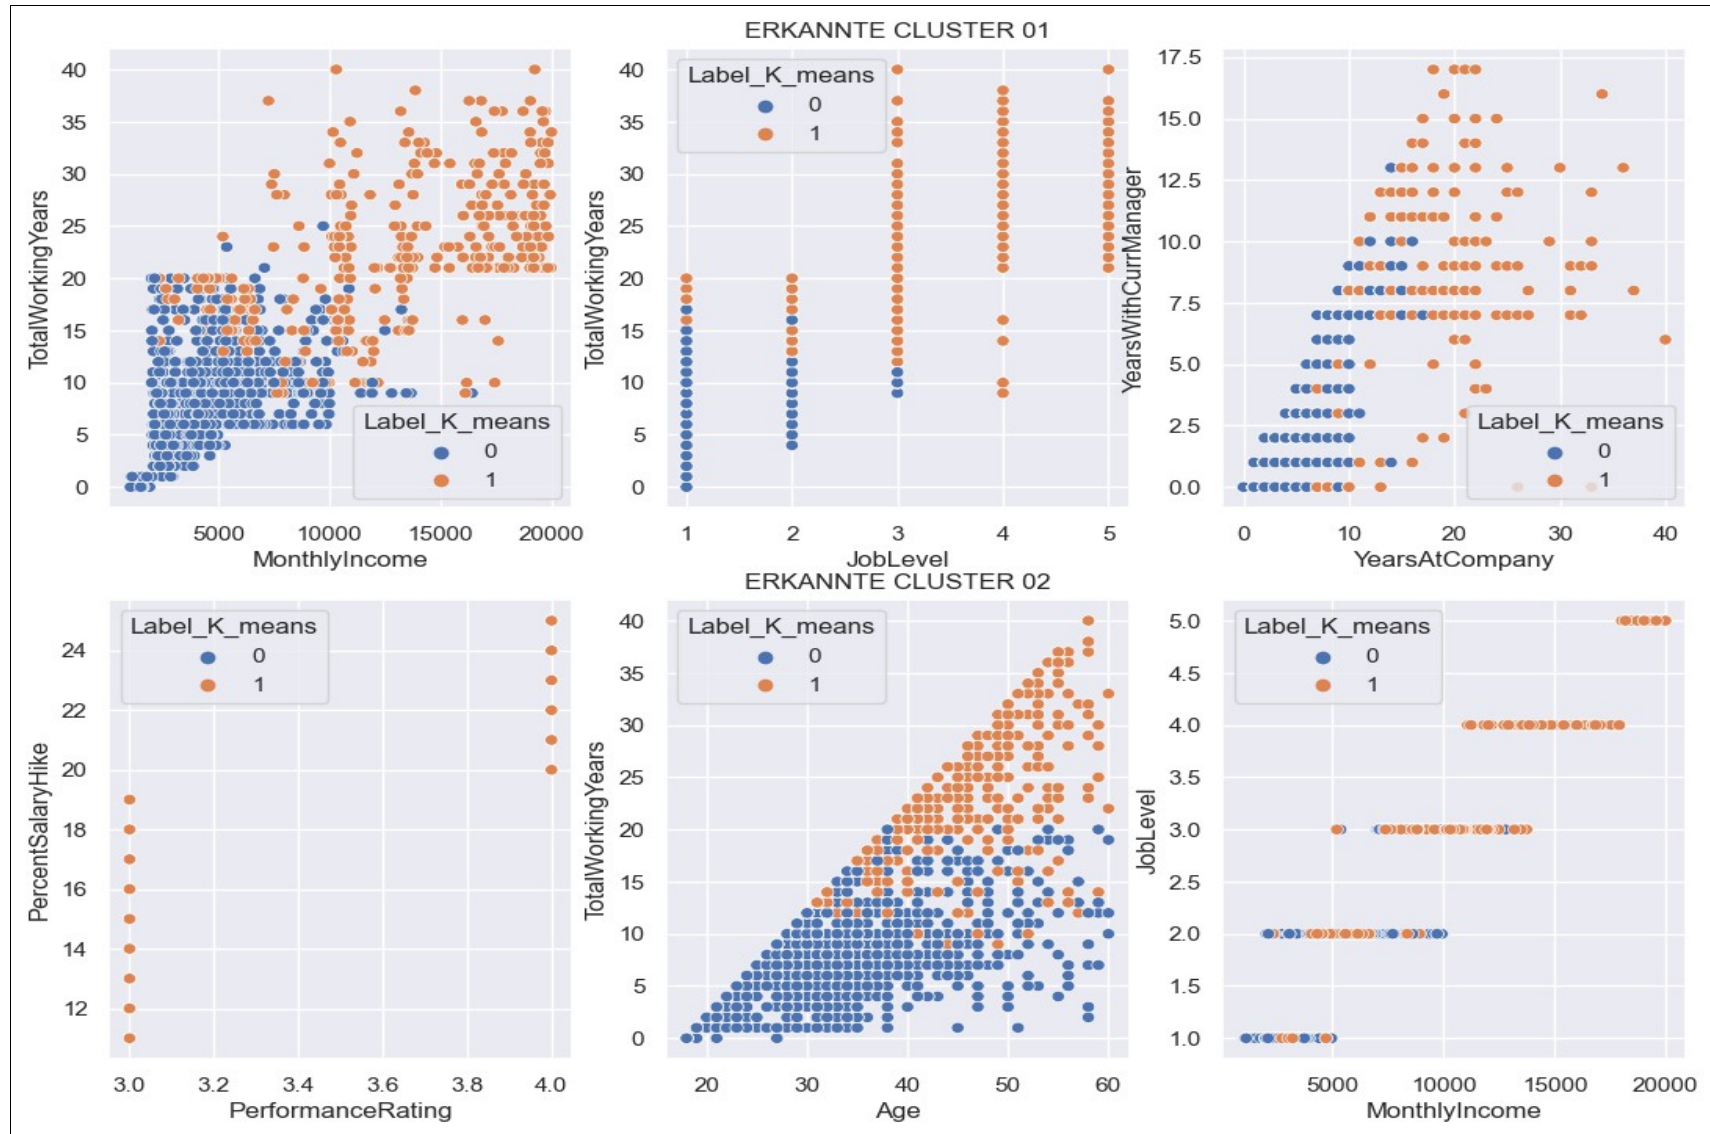 ERKANNTE CLUSTER 01
TotalWorkingYears
40
35
30
25
20
15
10
5
0
Label_K_means
0
1
5000 10000 15000 20000
MonthlyIncome
TotalWorkingYears
40
35
30
25
20
15
10
5
0
Label_K_means
0
1
1 2 3 4 5
JobLevel
YearsWithCurrManager
17.5
15.0
12.5
10.0
7.5
5.0
2.5
0.0
Label_K_means
0
1
0 10 20 30 40
YearsAtCompany
ERKANNTE CLUSTER 02
PercentSalaryHike
24
22
20
18
16
14
12
Label_K_means
0
1
3.0 3.2 3.4 3.6 3.8 4.0
PerformanceRating
TotalWorkingYears
40
35
30
25
20
15
10
5
0
Label_K_means
0
1
20 30 40 50 60
Age
JobLevel
5.0
4.5
4.0
3.5
3.0
2.5
2.0
1.5
1.0
Label_K_means
0
1
5000 10000 15000 20000
MonthlyIncome